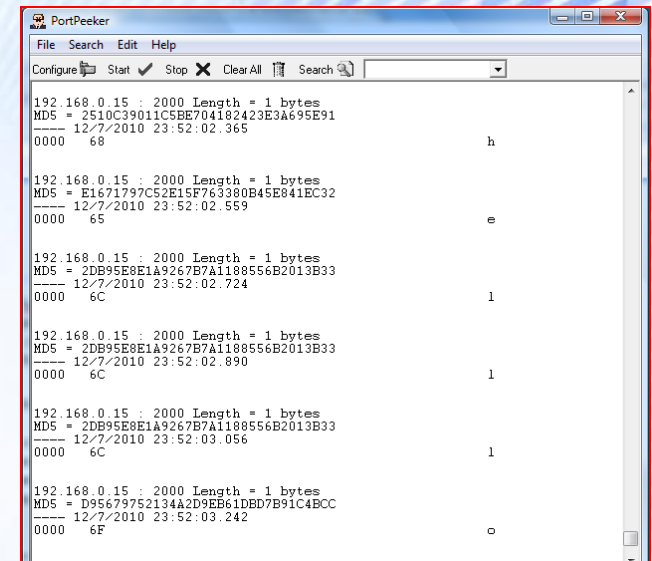 PortPeeker
File Search Edit Help
Configure Start Stop Clear All Search
192.168.0.15 : 2000 Length = 1 bytes
MD5 = 2510C39011C5BE704182423E3A695E91
---- 12/7/2010 23:52:02.365
0000 68 h
192.168.0.15 : 2000 Length = 1 bytes
MD5 = E1671797C52E15F763380B45E841EC32
---- 12/7/2010 23:52:02.559
0000 65 e
192.168.0.15 : 2000 Length = 1 bytes
MD5 = 2DB95E8E1A9267B7A1188556B2013B33
---- 12/7/2010 23:52:02.724
0000 6C l
192.168.0.15 : 2000 Length = 1 bytes
MD5 = 2DB95E8E1A9267B7A1188556B2013B33
---- 12/7/2010 23:52:02.890
0000 6C l
192.168.0.15 : 2000 Length = 1 bytes
MD5 = 2DB95E8E1A9267B7A1188556B2013B33
---- 12/7/2010 23:52:03.056
0000 6C l
192.168.0.15 : 2000 Length = 1 bytes
MD5 = D95679752134A2D9EB61DBD7B91C4BCC
---- 12/7/2010 23:52:03.242
0000 6F o